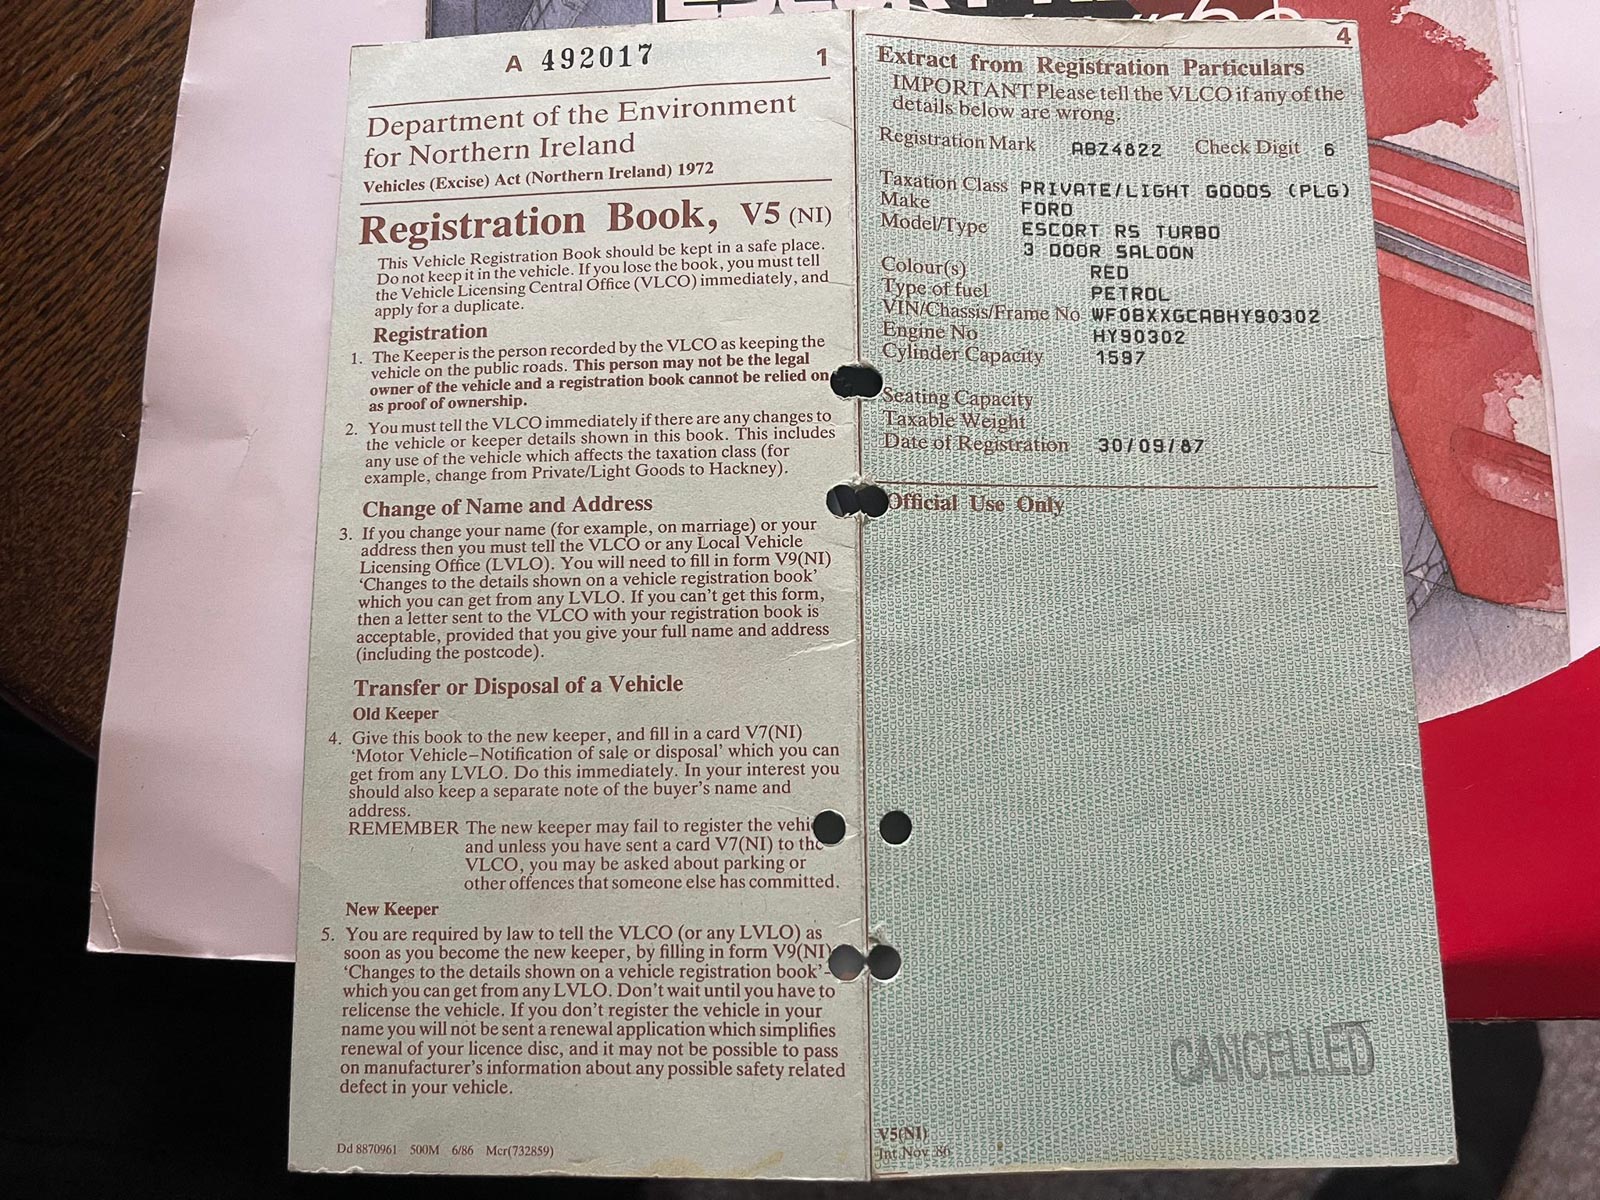 A 492017
1
Department of the Environment
for Northern Ireland
Vehicles (Excise) Act (Northern Ireland) 1972
Registration Book, V5 (NI)
This Vehicle Registration Book should be kept in a safe place.
Do not keep it in the vehicle. If you lose the book, you must tell
the Vehicle Licensing Central Office (VLCO) immediately, and
apply for a duplicate.
Registration
1. The Keeper is the person recorded by the VLCO as keeping the
vehicle on the public roads. This person may not be the legal
owner of the vehicle and a registration book cannot be relied on
as proof of ownership.
2. You must tell the VLCO immediately if there are any changes to
the vehicle or keeper details shown in this book. This includes
any use of the vehicle which affects the taxation class (for
example, change from Private/Light Goods to Hackney).
Change of Name and Address
3. If you change your name (for example, on marriage) or your
address then you must tell the VLCO or any Local Vehicle
Licensing Office (LVLO). You will need to fill in form V9(NI)
‘Changes to the details shown on a vehicle registration book’
which you can get from any LVLO. If you can't get this form,
then a letter sent to the VLCO with your registration book is
acceptable, provided that you give your full name and address
(including the postcode).
Transfer or Disposal of a Vehicle
Old Keeper
4. Give this book to the new keeper, and fill in a card V7(NI)
‘Motor Vehicle–Notification of sale or disposal’ which you can
get from any LVLO. Do this immediately. In your interest you
should also keep a separate note of the buyer's name and
address.
REMEMBER The new keeper may fail to register the vehi
and unless you have sent a card V7(NI) to the
VLCO, you may be asked about parking or
other offences that someone else has committed.
New Keeper
5. You are required by law to tell the VLCO (or any LVLO) as
soon as you become the new keeper, by filling in form V9(NI)
‘Changes to the details shown on a vehicle registration book’–
which you can get from any LVLO. Don't wait until you have to
relicense the vehicle. If you don't register the vehicle in your
name you will not be sent a renewal application which simplifies
renewal of your licence disc, and it may not be possible to pass
on manufacturer's information about any possible safety related
defect in your vehicle.
Dd 8870961 500M 6/86 Mcr(732859)
4
Extract from Registration Particulars
IMPORTANT Please tell the VLCO if any of the
details below are wrong.
Registration Mark ABZ4822 Check Digit 6
Taxation Class PRIVATE/LIGHT GOODS (PLG)
Make FORD
Model/Type ESCORT RS TURBO
3 DOOR SALOON
Colour(s) RED
Type of fuel PETROL
VIN/Chassis/Frame No WF0BXXGCABHY90302
Engine No HY90302
Cylinder Capacity 1597
Seating Capacity
Taxable Weight
Date of Registration 30/09/87
Official Use Only
CANCELLED
V5(NI)
Int Nov 86